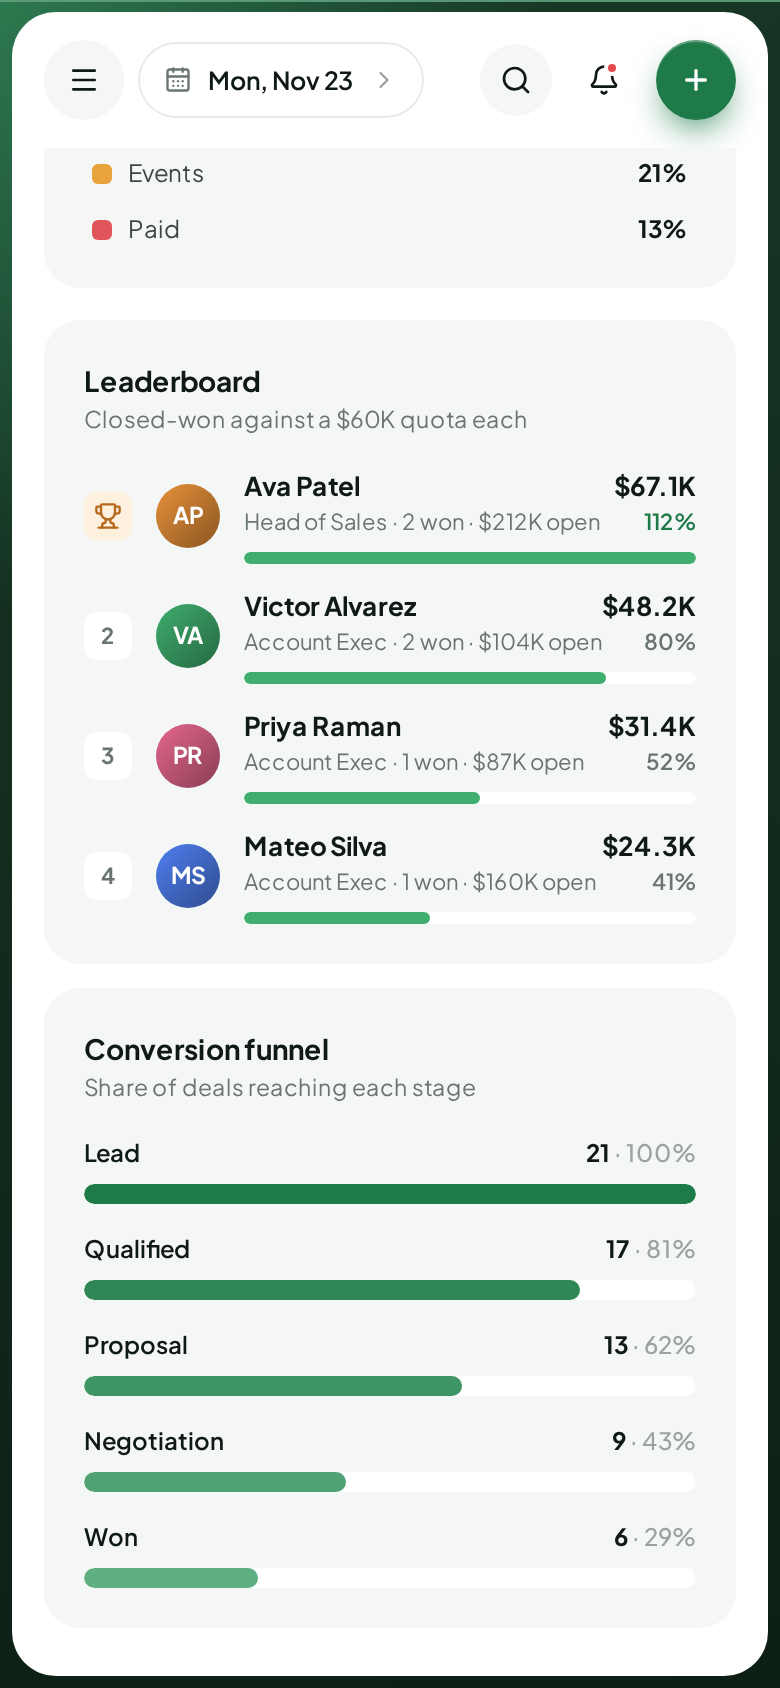 Mon, Nov 23
Events 21%
Paid 13%
Leaderboard
Closed-won against a $60K quota each
AP Ava Patel $67.1K
Head of Sales · 2 won · $212K open 112%
2 VA Victor Alvarez $48.2K
Account Exec · 2 won · $104K open 80%
3 PR Priya Raman $31.4K
Account Exec · 1 won · $87K open 52%
4 MS Mateo Silva $24.3K
Account Exec · 1 won · $160K open 41%
Conversion funnel
Share of deals reaching each stage
Lead 21 · 100%
Qualified 17 · 81%
Proposal 13 · 62%
Negotiation 9 · 43%
Won 6 · 29%